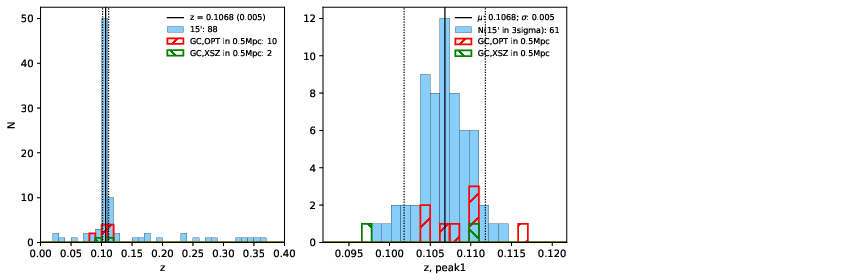 z = 0.1068 (0.005)
15': 88
GC,OPT in 0.5Mpc: 10
GC,XSZ in 0.5Mpc: 2
50
40
30
20
10
0
N
0.00 0.05 0.10 0.15 0.20 0.25 0.30 0.35 0.40
z
μ: 0.1068; σ: 0.005
N(15' in 3sigma): 61
GC,OPT in 0.5Mpc
GC,XSZ in 0.5Mpc
12
10
8
6
4
2
0
0.095 0.100 0.105 0.110 0.115 0.120
z, peak1